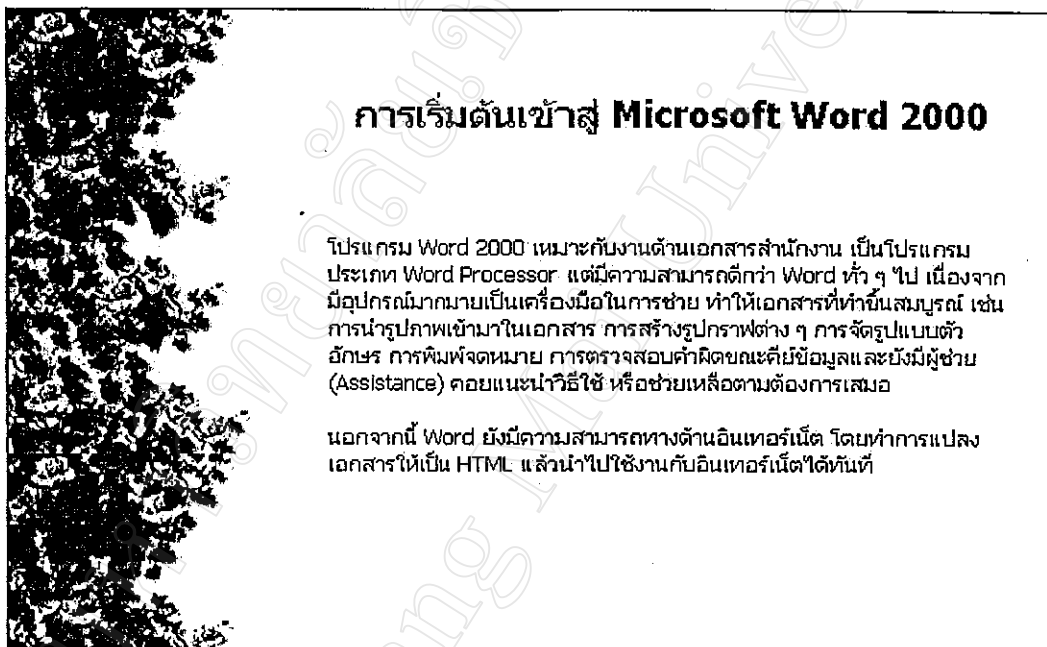 การเริ่มต้นเข้าสู่ Microsoft Word 2000
โปรแกรม Word 2000 เหมาะกับงานด้านเอกสารสำนักงาน เป็นโปรแกรม
ประเภท Word Processor แต่มีความสามารถดีกว่า Word ทั่ว ๆ ไป เนื่องจาก
มีอุปกรณ์มากมายเป็นเครื่องมือในการช่วย ทำให้เอกสารที่ทำขึ้นสมบูรณ์ เช่น
การนำรูปภาพเข้ามาในเอกสาร การสร้างรูปกราฟต่าง ๆ การจัดรูปแบบตัว
อักษร การพิมพ์จดหมาย การตรวจสอบคำผิดขณะคีย์ข้อมูลและยังมีผู้ช่วย
(Assistance) คอยแนะนำวิธีใช้ หรือช่วยเหลือตามต้องการเสมอ
นอกจากนี้ Word ยังมีความสามารถทางด้านอินเทอร์เน็ต โดยทำการแปลง
เอกสารให้เป็น HTML แล้วนำไปใช้งานกับอินเทอร์เน็ตได้ทันที